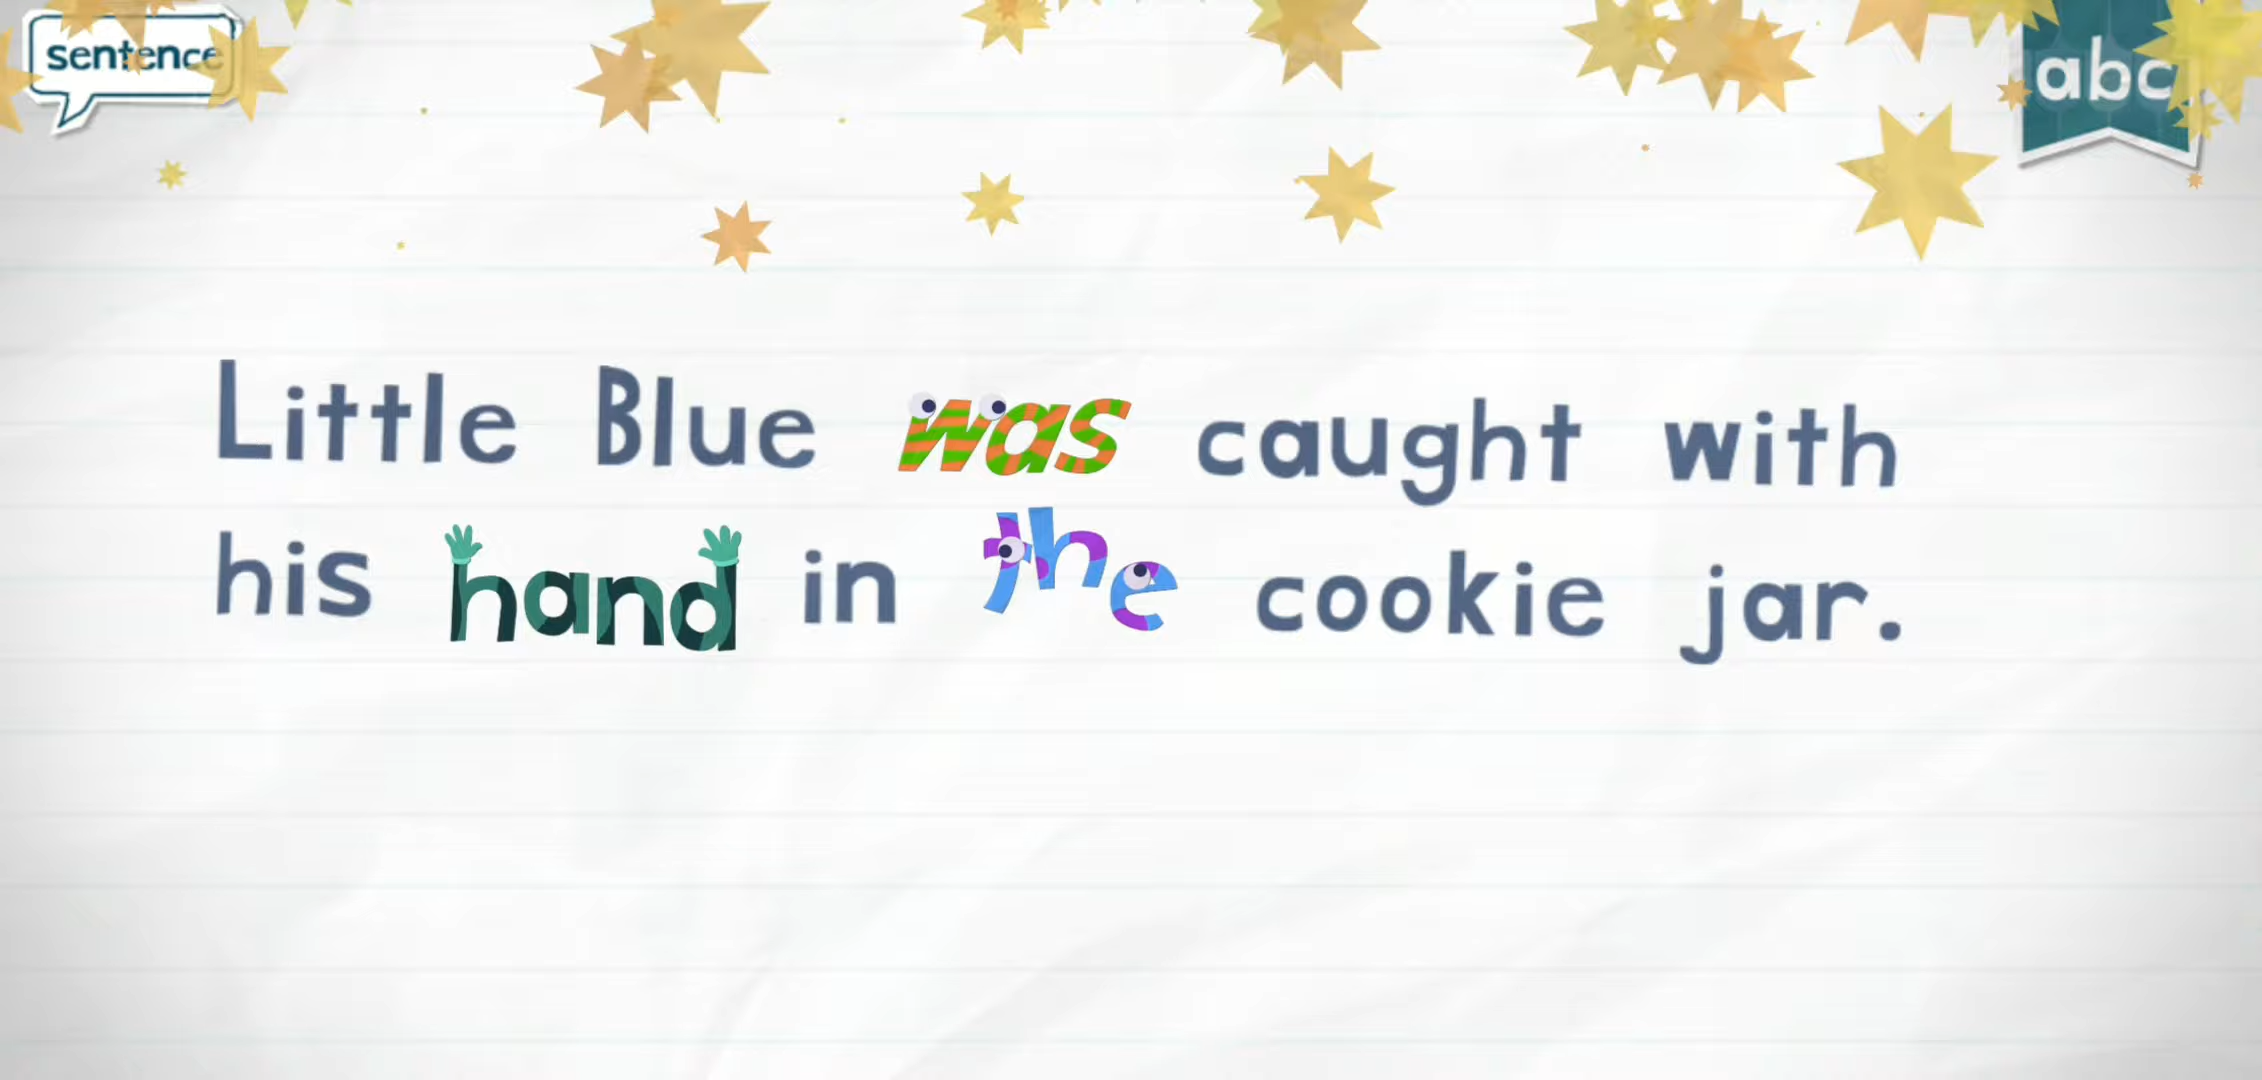 sentence
abc
Little Blue was caught with
his hand in the cookie jar.